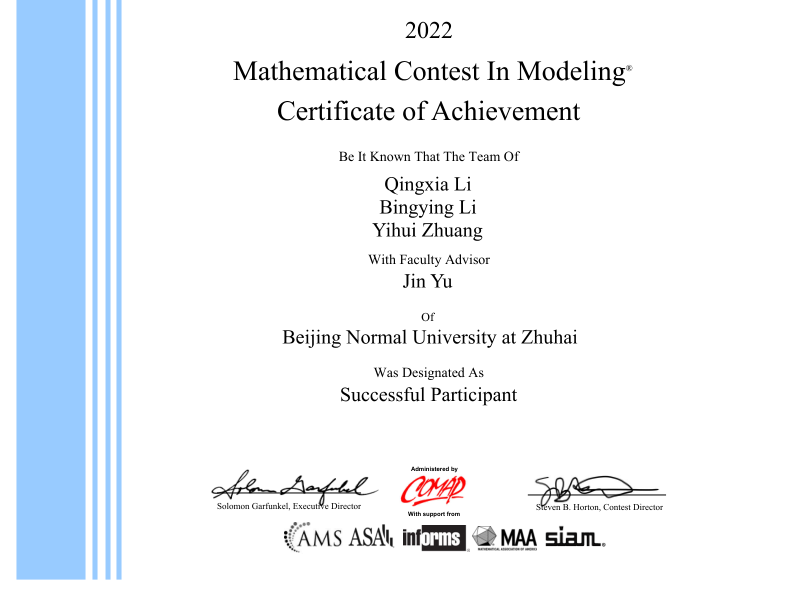 2022
Mathematical Contest In Modeling®
Certificate of Achievement
Be It Known That The Team Of
Qingxia Li
Bingying Li
Yihui Zhuang
With Faculty Advisor
Jin Yu
Of
Beijing Normal University at Zhuhai
Was Designated As
Successful Participant
Administered by
COMAP
Solomon Garfunkel, Executive Director
Steven B. Horton, Contest Director
With support from
AMS ASA informs MAA siam
MATHEMATICAL ASSOCIATION OF AMERICA